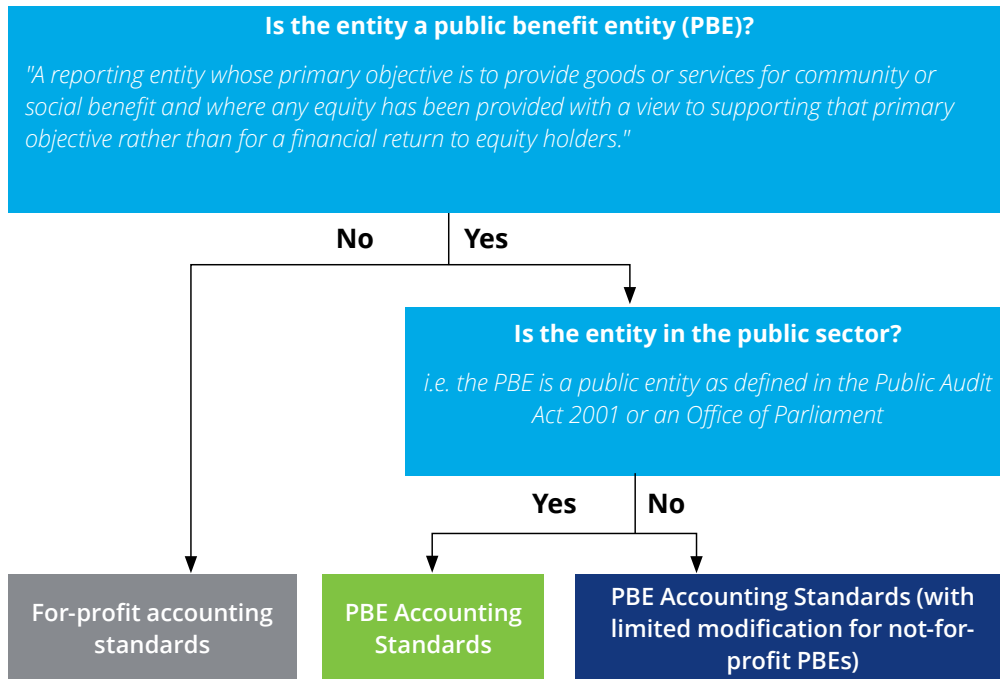 Is the entity a public benefit entity (PBE)?
"A reporting entity whose primary objective is to provide goods or services for community or
social benefit and where any equity has been provided with a view to supporting that primary
objective rather than for a financial return to equity holders."
No
Yes
Is the entity in the public sector?
i.e. the PBE is a public entity as defined in the Public Audit
Act 2001 or an Office of Parliament
Yes
No
For-profit accounting
standards
PBE Accounting
Standards
PBE Accounting Standards (with
limited modification for not-for-
profit PBEs)